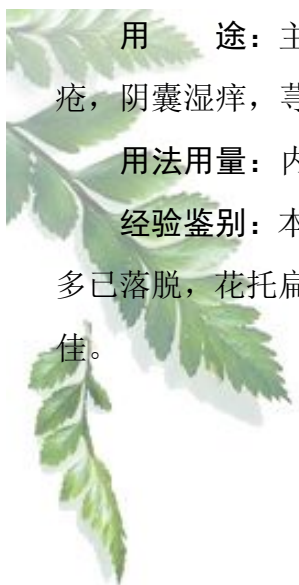 用 途：主
疮，阴囊湿痒，荨
用法用量：内
经验鉴别：本
多已落脱，花托扁
佳。